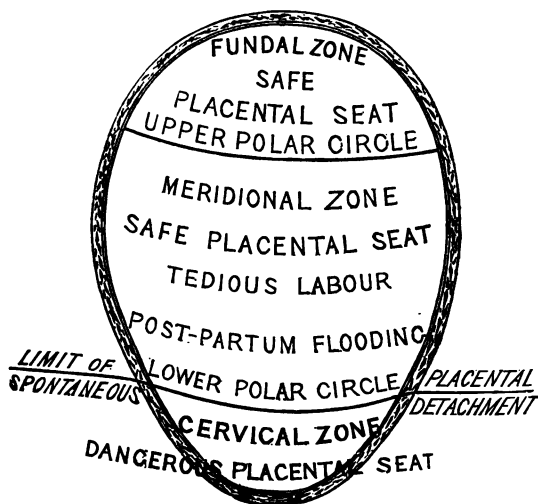 FUNDAL ZONE
SAFE
PLACENTAL SEAT
UPPER POLAR CIRCLE
MERIDIONAL ZONE
SAFE PLACENTAL SEAT
TEDIOUS LABOUR
POST-PARTUM FLOODING
LIMIT OF
SPONTANEOUS
LOWER POLAR CIRCLE
PLACENTAL
DETACHMENT
CERVICAL ZONE
DANGEROUS PLACENTAL SEAT